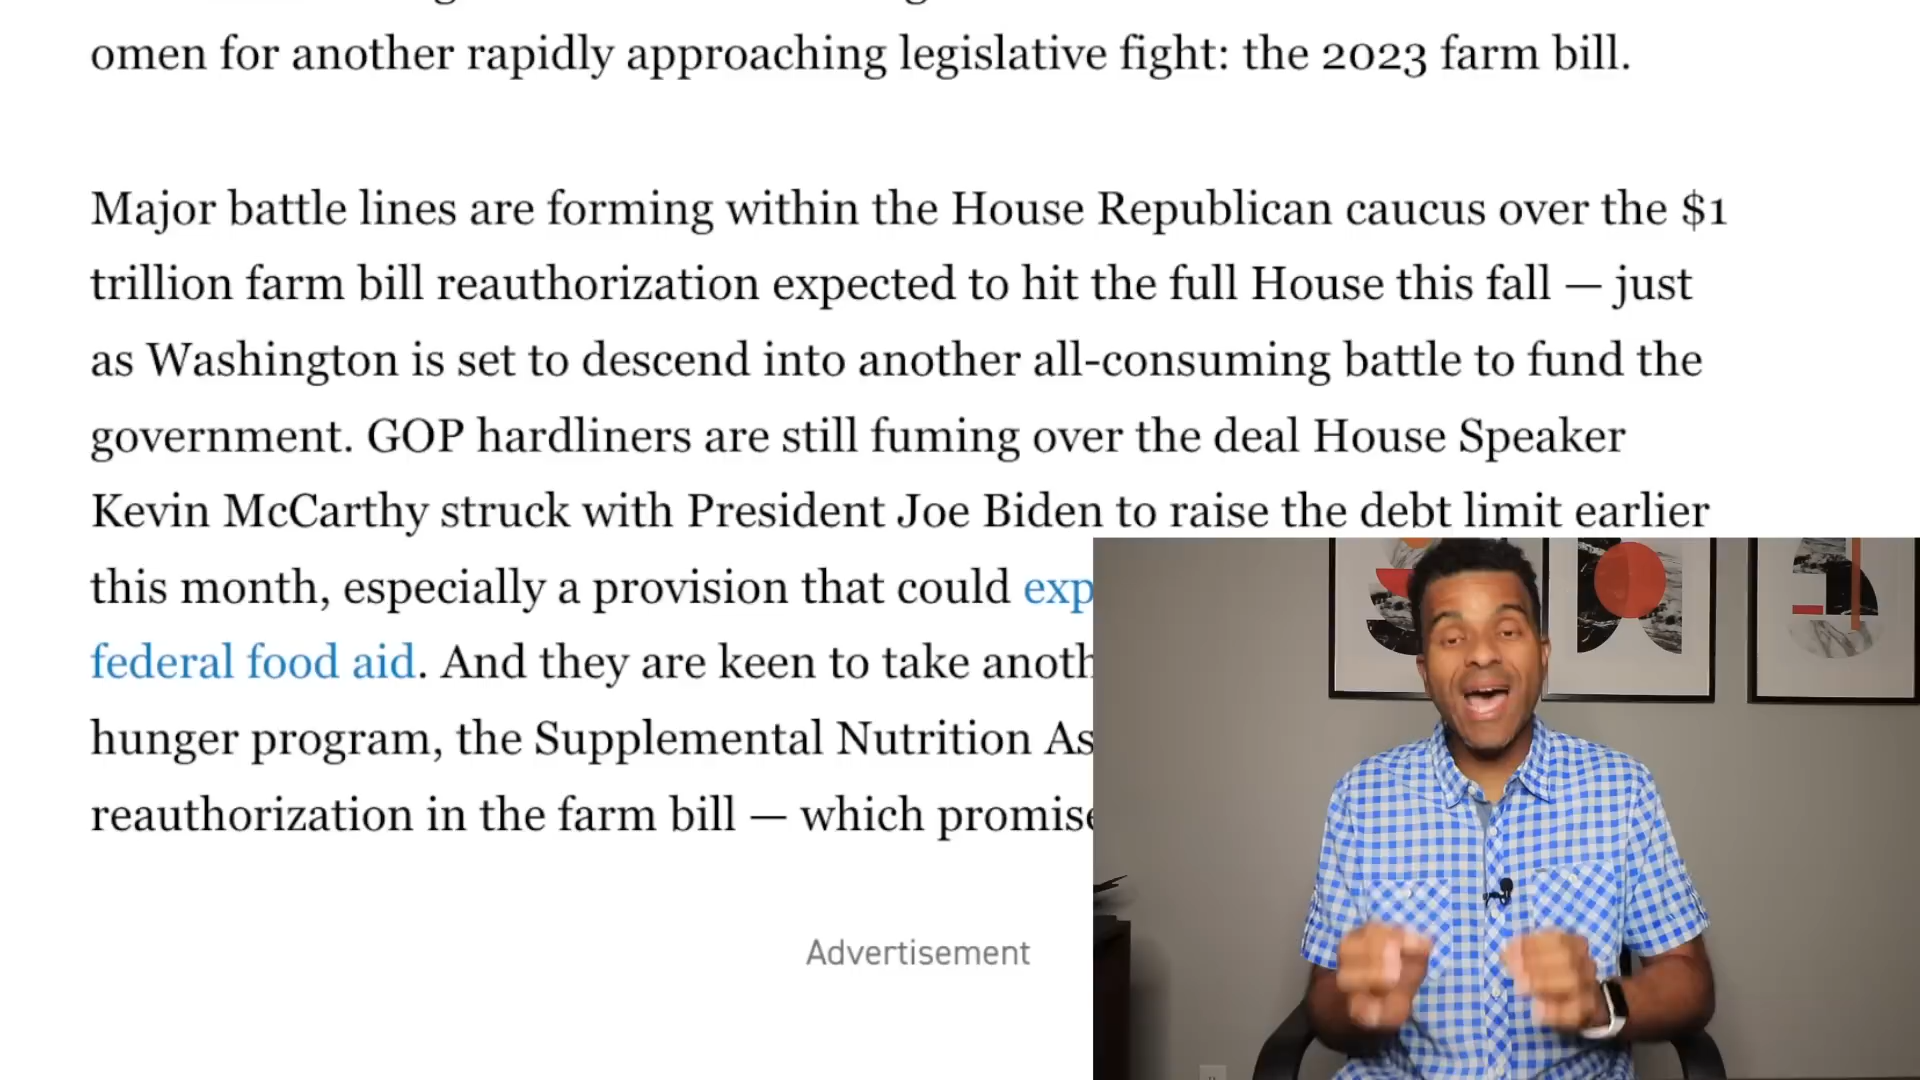 omen for another rapidly approaching legislative fight: the 2023 farm bill.
Major battle lines are forming within the House Republican caucus over the $1
trillion farm bill reauthorization expected to hit the full House this fall — just
as Washington is set to descend into another all-consuming battle to fund the
government. GOP hardliners are still fuming over the deal House Speaker
Kevin McCarthy struck with President Joe Biden to raise the debt limit earlier
this month, especially a provision that could exp
federal food aid. And they are keen to take anoth
hunger program, the Supplemental Nutrition As
reauthorization in the farm bill — which promise
Advertisement